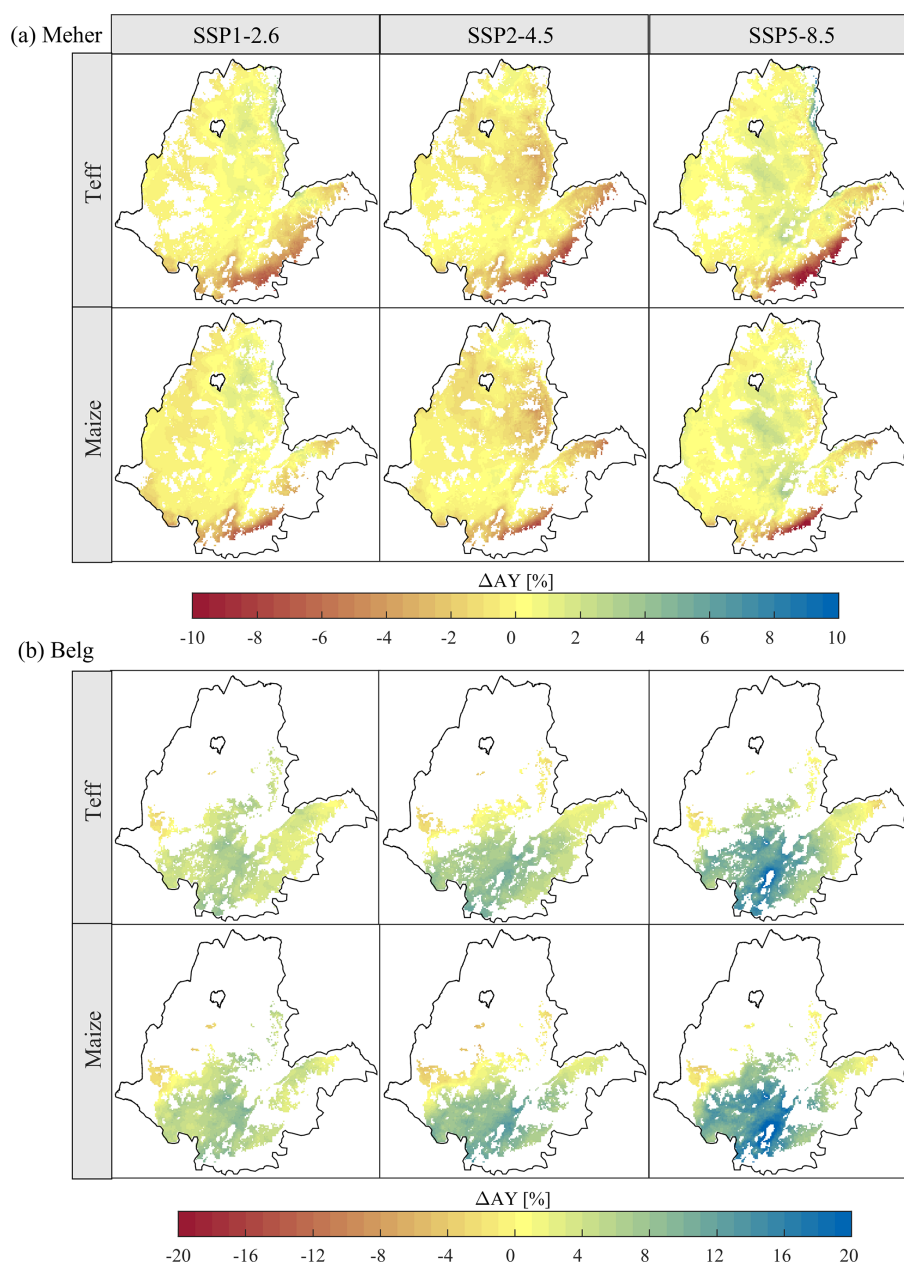 (a) Meher
SSP1-2.6 SSP2-4.5 SSP5-8.5
Teff
Maize
ΔAY [%]
-10 -8 -6 -4 -2 0 2 4 6 8 10
(b) Belg
Teff
Maize
ΔAY [%]
-20 -16 -12 -8 -4 0 4 8 12 16 20